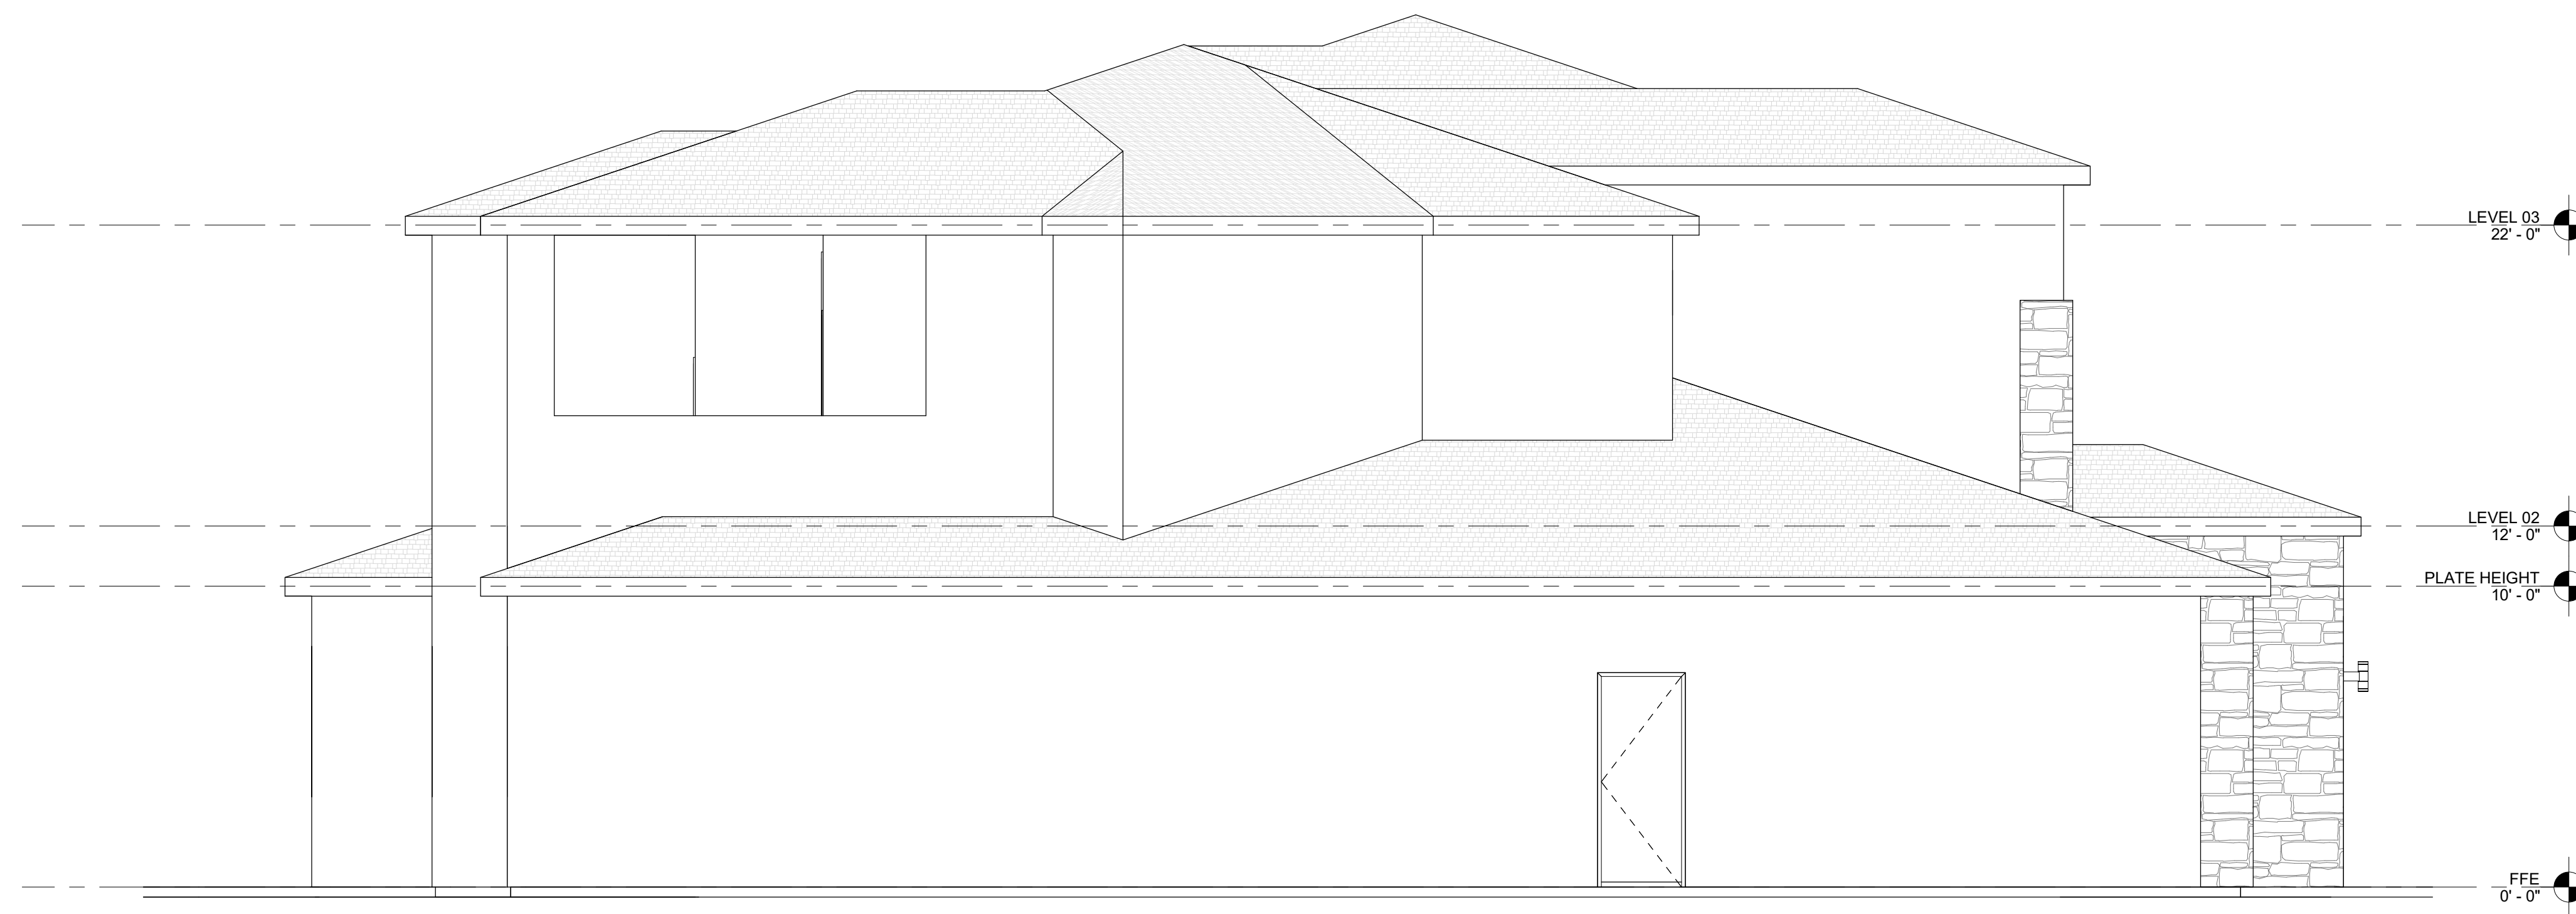 LEVEL 03
22' - 0"
LEVEL 02
12' - 0"
PLATE HEIGHT
10' - 0"
FFE
0' - 0"